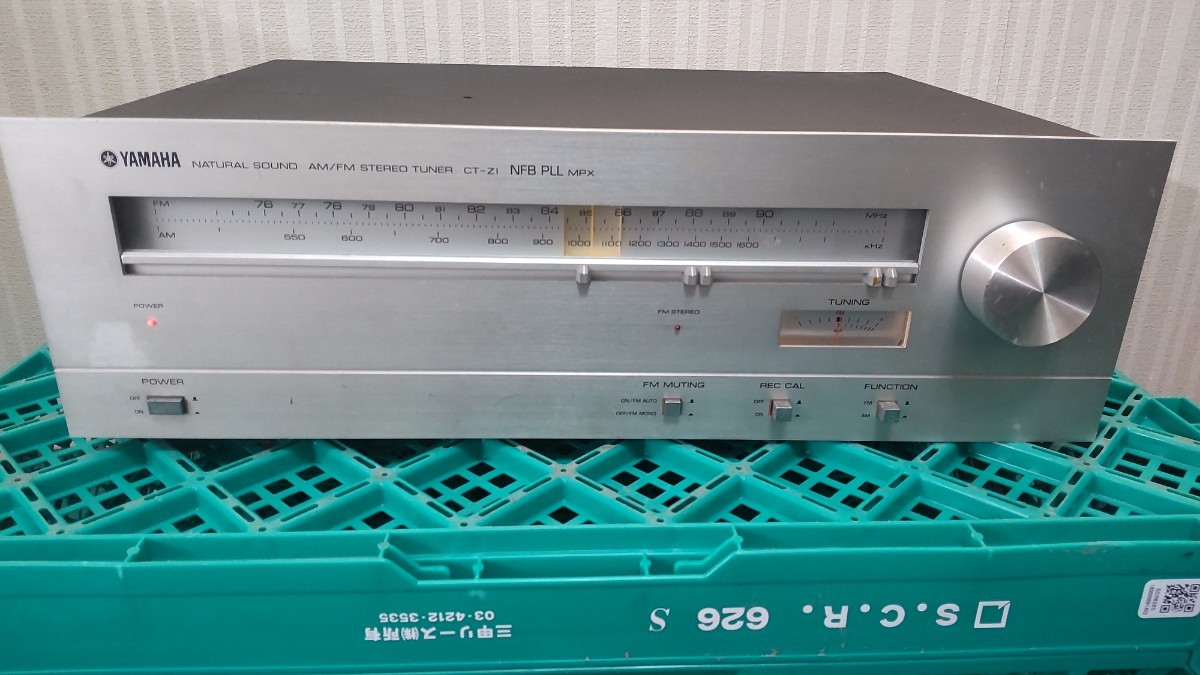 YAMAHA NATURAL SOUND AM/FM STEREO TUNER CT-Z1 NFB PLL MPX
FM 76 77 78 79 80 81 82 83 84 85 86 87 88 89 90 MHz
AM 550 600 700 800 900 1000 1100 1200 1300 1400 1500 1600 KHz
POWER
FM STEREO
TUNING
POWER
OFF
ON
FM MUTING
ON/FM AUTO
OFF/FM MONO
REC CAL
OFF
ON
FUNCTION
FM
AM
S.C.R. 626 S
三甲リース㈱所有
03-4212-3535